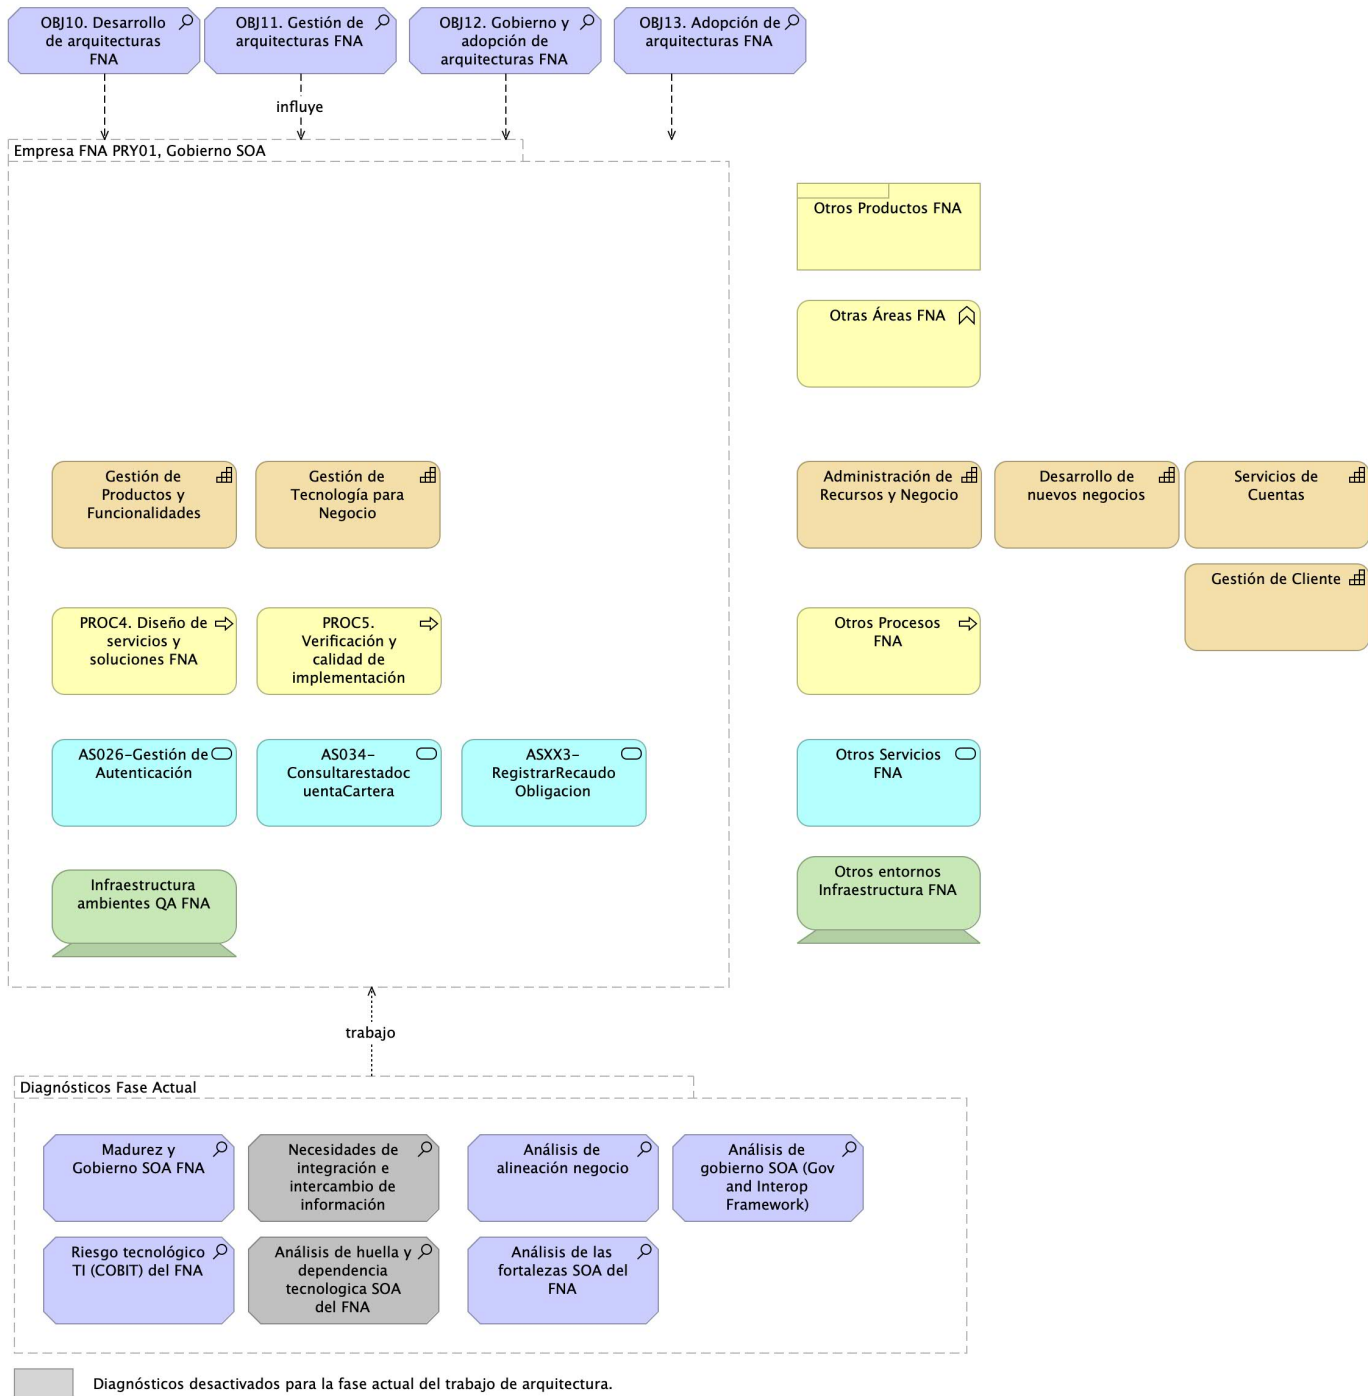 OBJ10. Desarrollo
de arquitecturas
FNA
OBJ11. Gestión de
arquitecturas FNA
OBJ12. Gobierno y
adopción de
arquitecturas FNA
OBJ13. Adopción de
arquitecturas FNA
influye
Empresa FNA PRY01, Gobierno SOA
Otros Productos FNA
Otras Áreas FNA
Gestión de
Productos y
Funcionalidades
Gestión de
Tecnología para
Negocio
Administración de
Recursos y Negocio
Desarrollo de
nuevos negocios
Servicios de
Cuentas
Gestión de Cliente
PROC4. Diseño de
servicios y
soluciones FNA
PROC5.
Verificación y
calidad de
implementación
Otros Procesos
FNA
AS026-Gestión de
Autenticación
AS034-
Consultarestadoc
uentaCartera
ASXX3-
RegistrarRecaudo
Obligacion
Otros Servicios
FNA
Infraestructura
ambientes QA FNA
Otros entornos
Infraestructura FNA
trabajo
Diagnósticos Fase Actual
Madurez y
Gobierno SOA FNA
Necesidades de
integración e
intercambio de
información
Análisis de
alineación negocio
Análisis de
gobierno SOA (Gov
and Interop
Framework)
Riesgo tecnológico
TI (COBIT) del FNA
Análisis de huella y
dependencia
tecnologica SOA
del FNA
Análisis de las
fortalezas SOA del
FNA
Diagnósticos desactivados para la fase actual del trabajo de arquitectura.